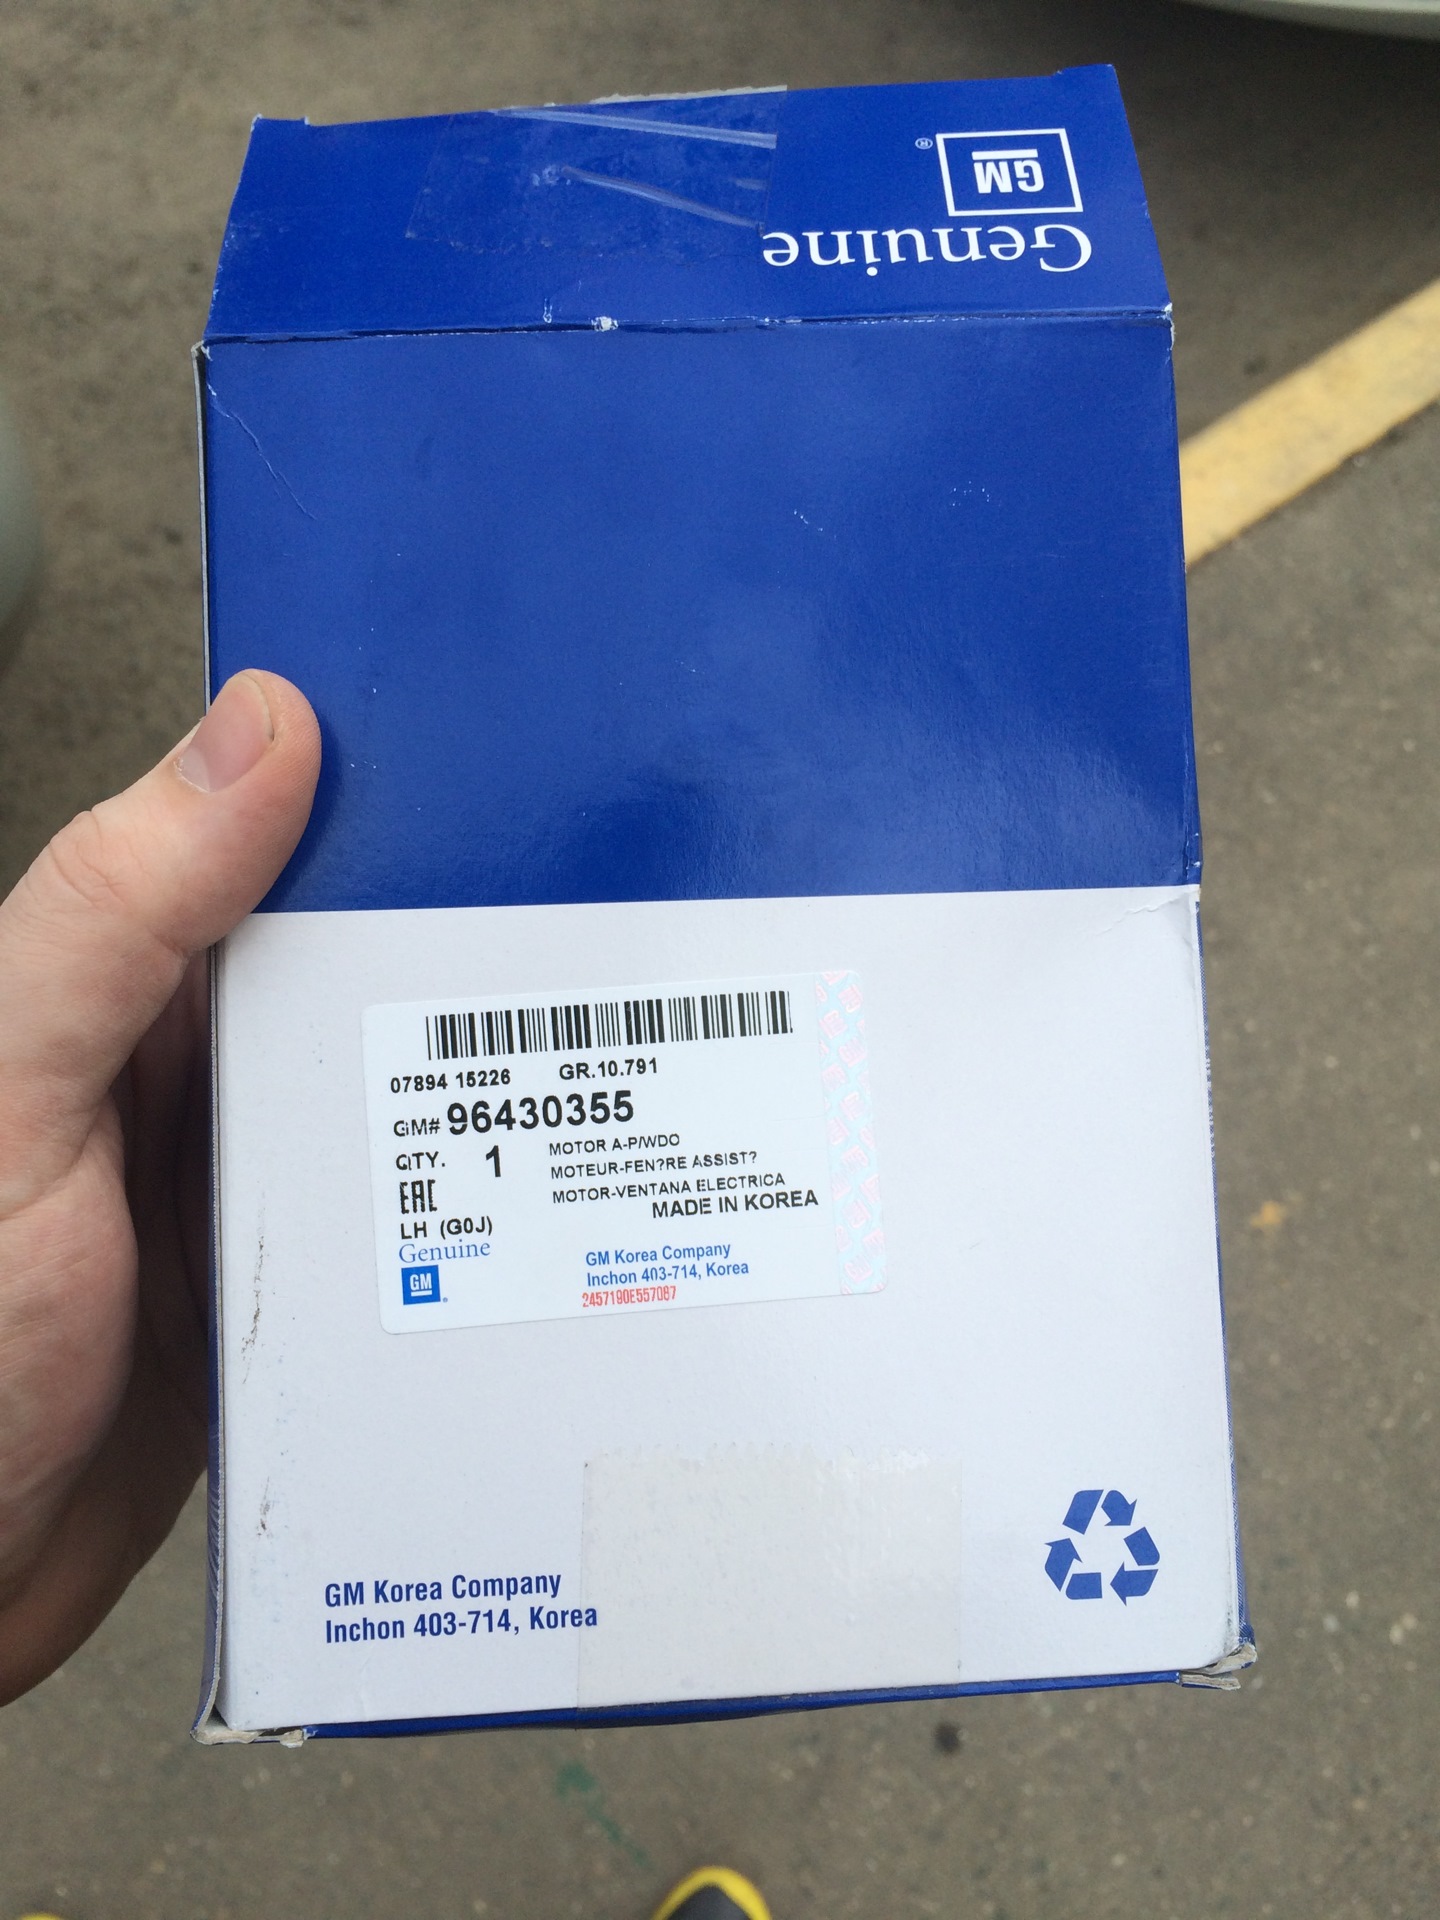 GM
®
Genuine
07894 15226 GR.10.791
GM# 96430355
QTY. 1 MOTOR A-P/WDO
MOTEUR-FEN?RE ASSIST?
MOTOR-VENTANA ELECTRICA
EAC
MADE IN KOREA
LH (G0J)
Genuine
GM
GM Korea Company
Inchon 403-714, Korea
2457190E557087
GM Korea Company
Inchon 403-714, Korea